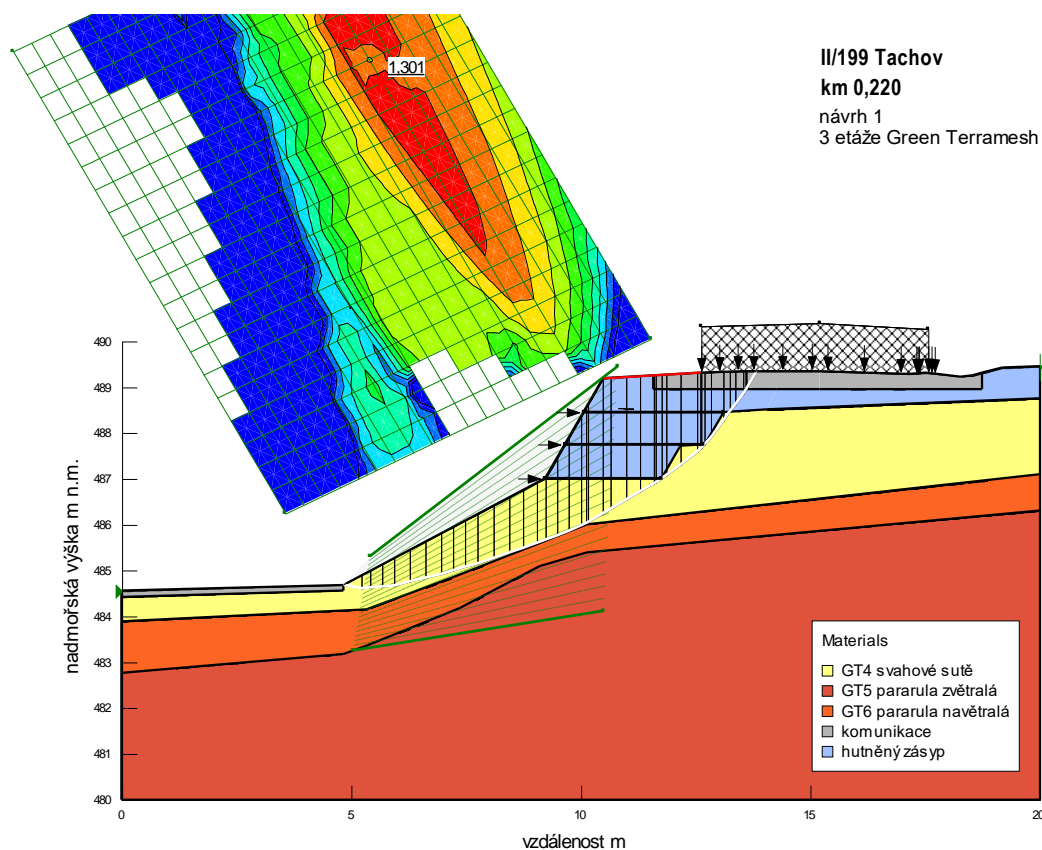 1,301
II/199 Tachov
km 0,220
návrh 1
3 etáže Green Terramesh
nadmořská výška m n.m.
490
489
488
487
486
485
484
483
482
481
480
0
5
10
15
20
vzdálenost m
Materials
GT4 svahové sutě
GT5 pararula zvětralá
GT6 pararula navětralá
komunikace
hutněný zásyp